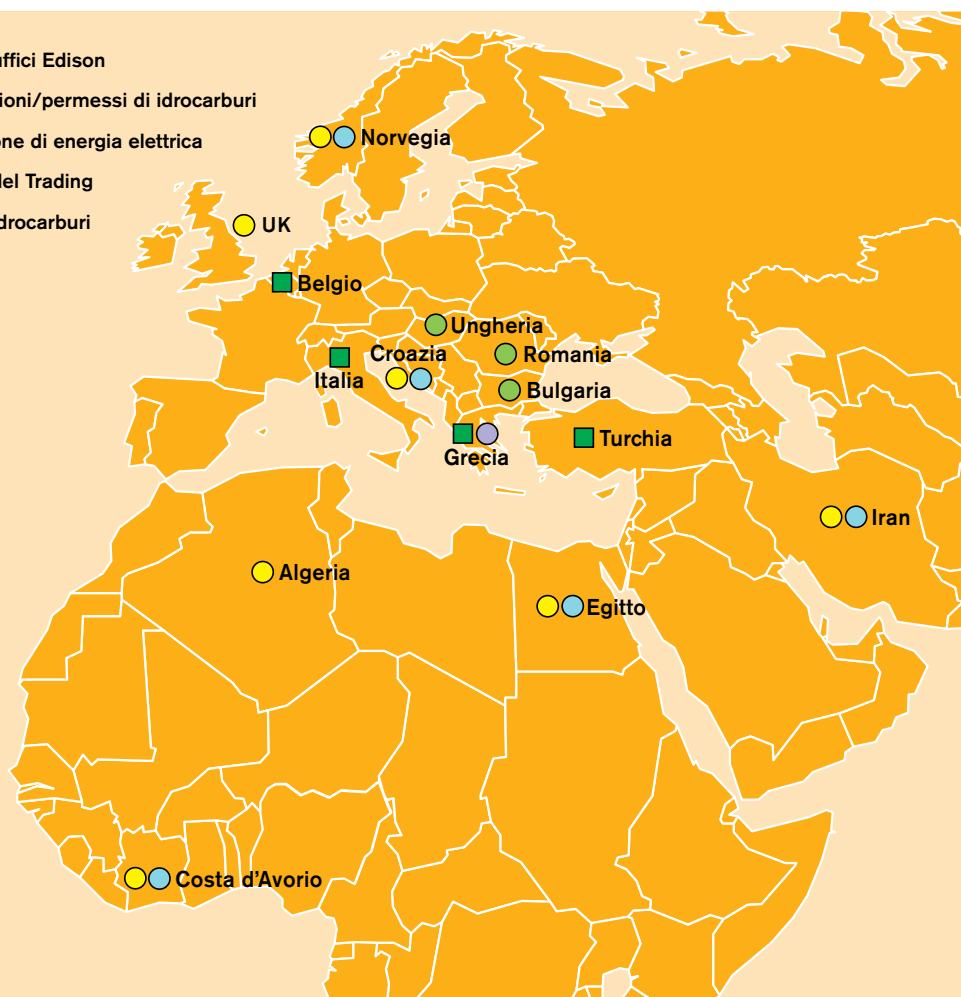 uffici Edison
ioni/permessi di idrocarburi
one di energia elettrica
del Trading
drocarburi
Norvegia
UK
Belgio
Ungheria
Croazia
Romania
Italia
Bulgaria
Grecia
Turchia
Iran
Algeria
Egitto
Costa d'Avorio